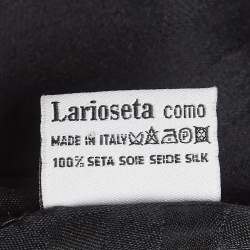 Larioseta como
MADE IN ITALY
100% SETA SOIE SEIDE SILK